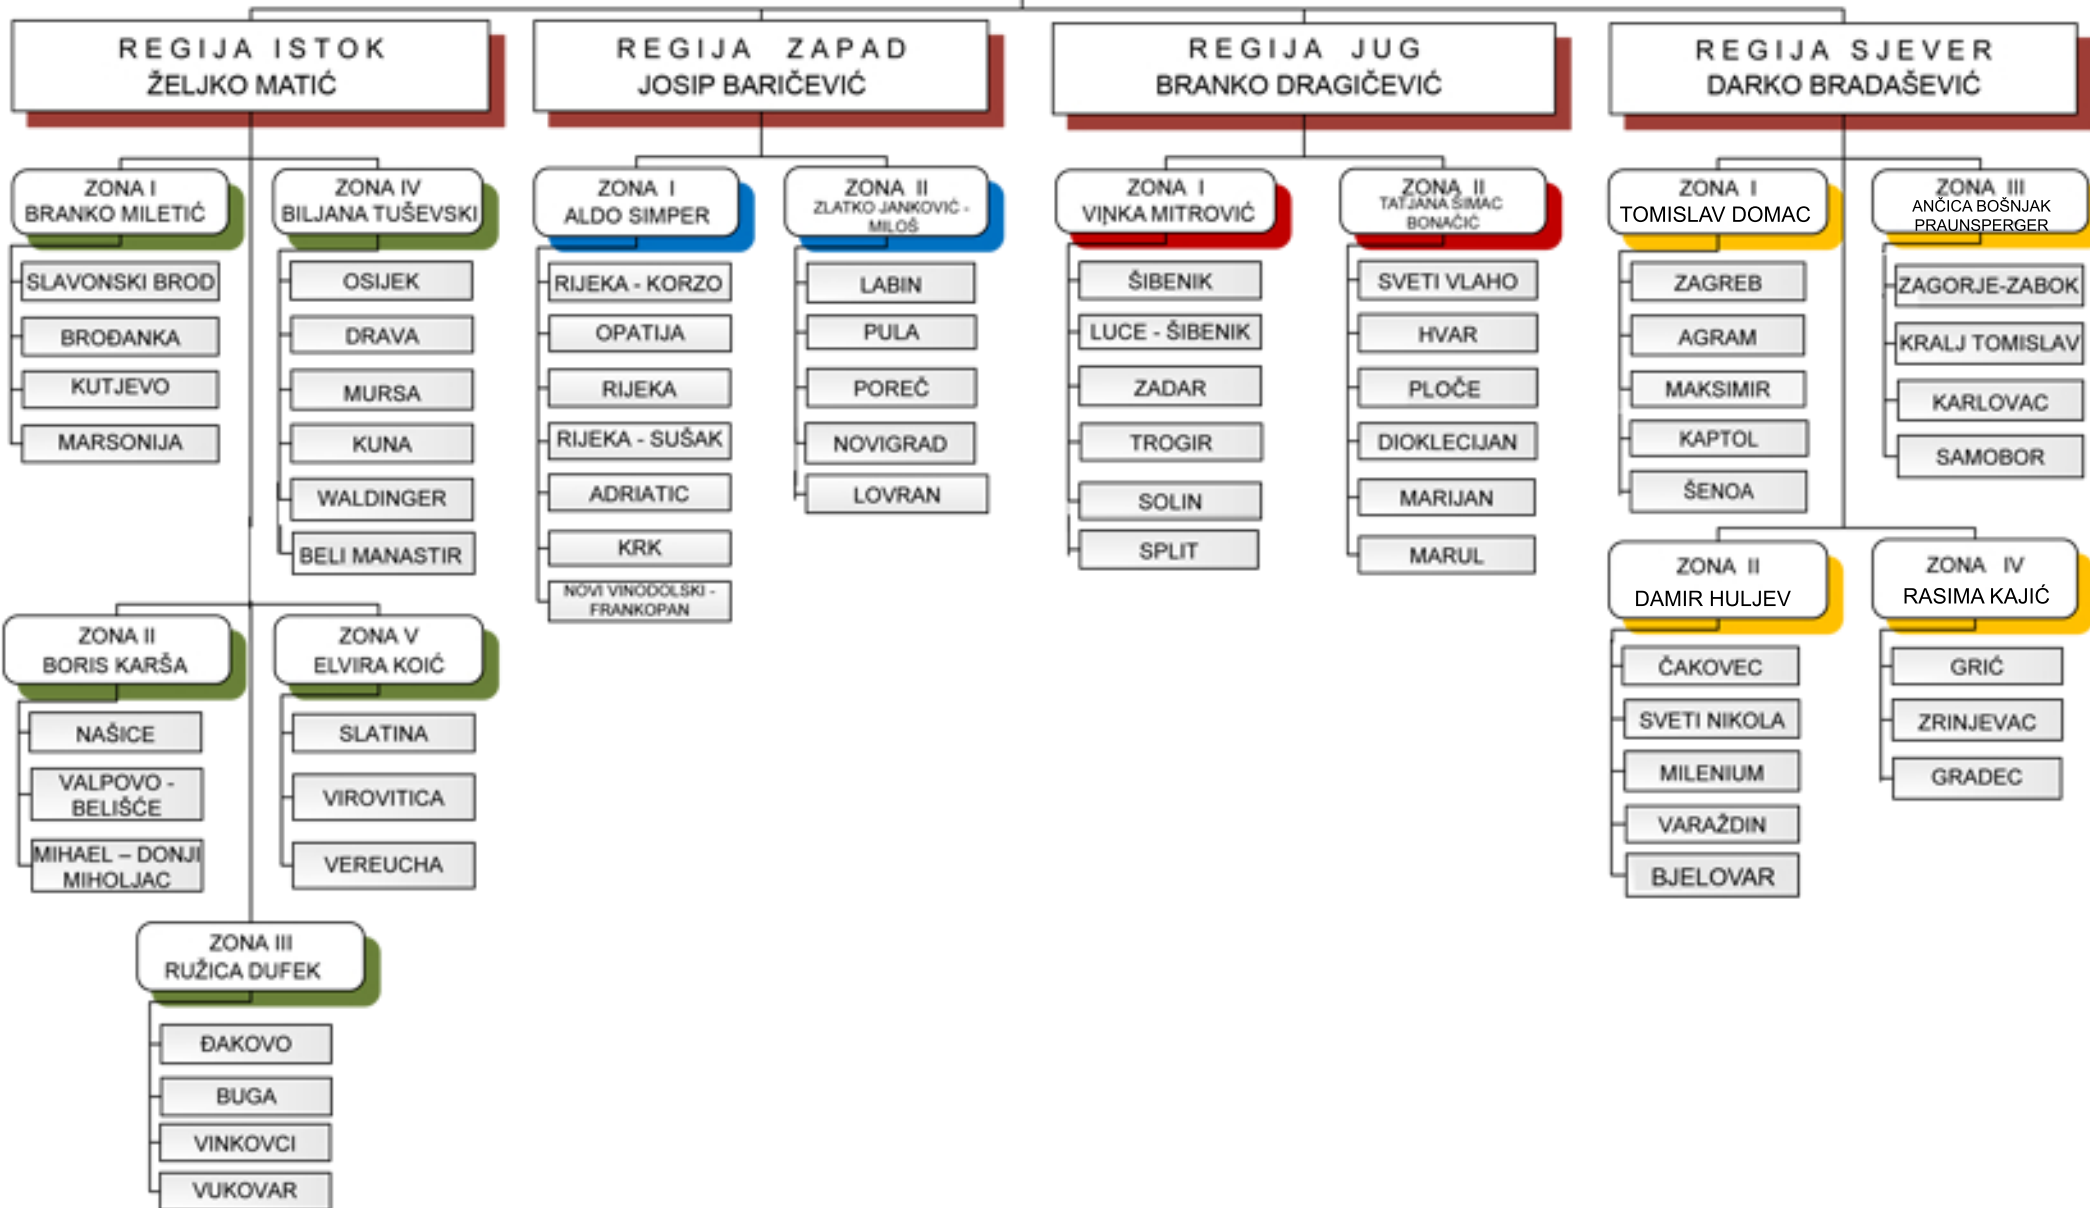 REGIJA ISTOK
ŽELJKO MATIĆ
ZONA I
BRANKO MILETIĆ
SLAVONSKI BROD
BROĐANKA
KUTJEVO
MARSONIJA
ZONA IV
BILJANA TUŠEVSKI
OSIJEK
DRAVA
MURSA
KUNA
WALDINGER
BELI MANASTIR
ZONA II
BORIS KARŠA
NAŠICE
VALPOVO -
BELIŠĆE
MIHAEL – DONJI
MIHOLJAC
ZONA V
ELVIRA KOIĆ
SLATINA
VIROVITICA
VEREUCHA
ZONA III
RUŽICA DUFEK
ĐAKOVO
BUGA
VINKOVCI
VUKOVAR
REGIJA ZAPAD
JOSIP BARIČEVIĆ
ZONA I
ALDO SIMPER
RIJEKA - KORZO
OPATIJA
RIJEKA
RIJEKA - SUŠAK
ADRIATIC
KRK
NOVI VINODOLSKI -
FRANKOPAN
ZONA II
ZLATKO JANKOVIĆ -
MILOŠ
LABIN
PULA
POREČ
NOVIGRAD
LOVRAN
REGIJA JUG
BRANKO DRAGIČEVIĆ
ZONA I
VINKA MITROVIĆ
ŠIBENIK
LUCE - ŠIBENIK
ZADAR
TROGIR
SOLIN
SPLIT
ZONA II
TATJANA ŠIMAC
BONAČIĆ
SVETI VLAHO
HVAR
PLOČE
DIOKLECIJAN
MARIJAN
MARUL
REGIJA SJEVER
DARKO BRADAŠEVIĆ
ZONA I
TOMISLAV DOMAC
ZAGREB
AGRAM
MAKSIMIR
KAPTOL
ŠENOA
ZONA III
ANČICA BOŠNJAK
PRAUNSPERGER
ZAGORJE-ZABOK
KRALJ TOMISLAV
KARLOVAC
SAMOBOR
ZONA II
DAMIR HULJEV
ČAKOVEC
SVETI NIKOLA
MILENIUM
VARAŽDIN
BJELOVAR
ZONA IV
RASIMA KAJIĆ
GRIČ
ZRINJEVAC
GRADEC